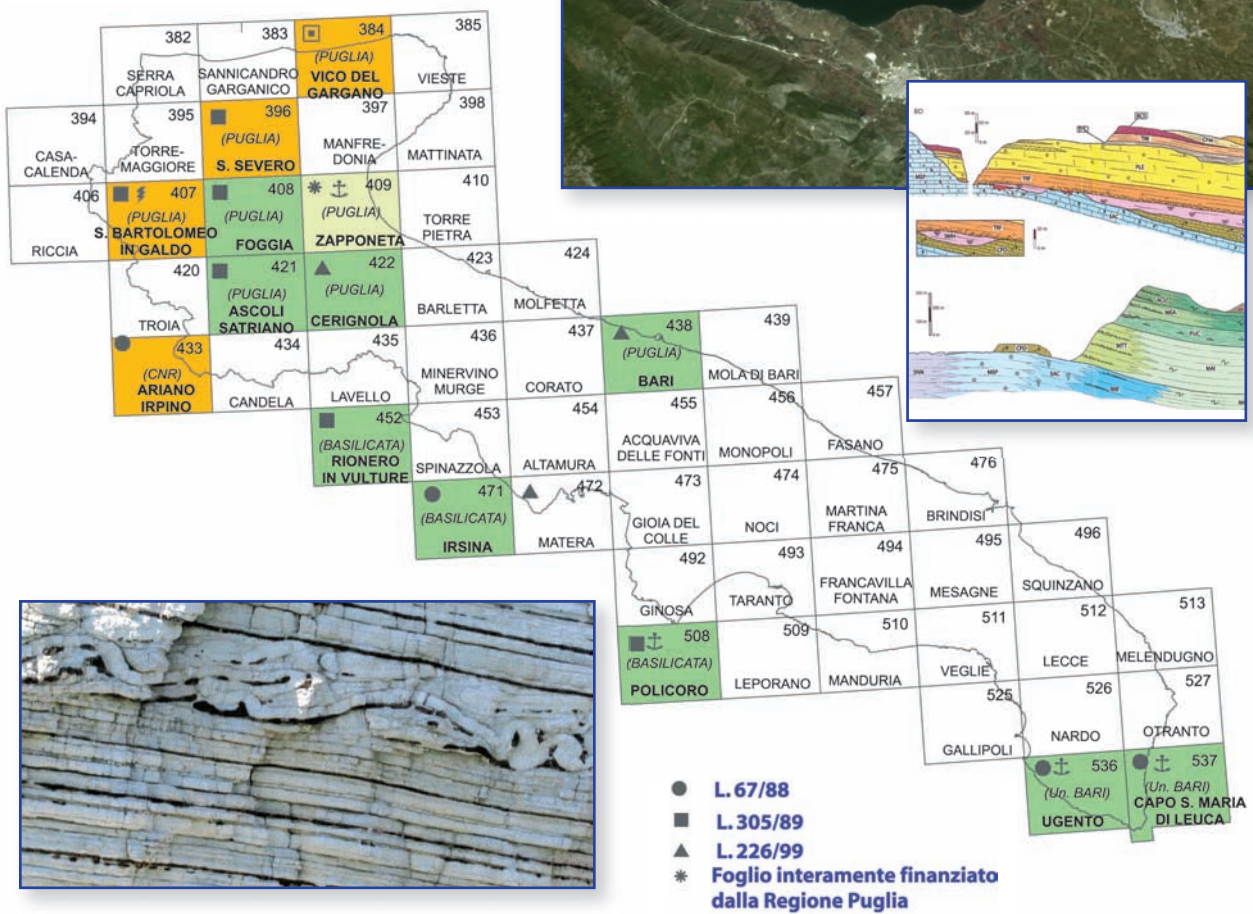 382
383
384
385
(PUGLIA)
SERRA
CAPRIOLA
SANNICANDRO
GARGANICO
VICO DEL
GARGANO
VIESTE
394
395
396
397
398
(PUGLIA)
CASA-
CALENDA
TORRE-
MAGGIORE
S. SEVERO
MANFRE-
DONIA
MATTINATA
406
407
408
409
410
(PUGLIA)
(PUGLIA)
(PUGLIA)
RICCIA
S. BARTOLOMEO
IN GALDO
FOGGIA
ZAPPONETA
TORRE
PIETRA
420
421
422
423
424
(PUGLIA)
(PUGLIA)
TROIA
ASCOLI
SATRIANO
CERIGNOLA
BARLETTA
MOLFETTA
433
434
435
436
437
438
439
(CNR)
(PUGLIA)
ARIANO
IRPINO
CANDELA
LAVELLO
MINERVINO
MURGE
CORATO
BARI
MOLA DI BARI
452
453
454
455
456
457
(BASILICATA)
RIONERO
IN VULTURE
SPINAZZOLA
ALTAMURA
ACQUAVIVA
DELLE FONTI
MONOPOLI
FASANO
471
472
473
474
475
476
(BASILICATA)
IRSINA
MATERA
GIOIA DEL
COLLE
NOCI
MARTINA
FRANCA
BRINDISI
492
493
494
495
496
GINOSA
TARANTO
FRANCAVILLA
FONTANA
MESAGNE
SQUINZANO
508
509
510
511
512
513
(BASILICATA)
POLICORO
LEPORANO
MANDURIA
VEGLIE
LECCE
MELENDUGNO
525
526
527
GALLIPOLI
NARDO
OTRANTO
536
537
(Un. BARI)
(Un. BARI)
UGENTO
CAPO S. MARIA
DI LEUCA
L. 67/88
L. 305/89
L. 226/99
Foglio interamente finanziato
dalla Regione Puglia